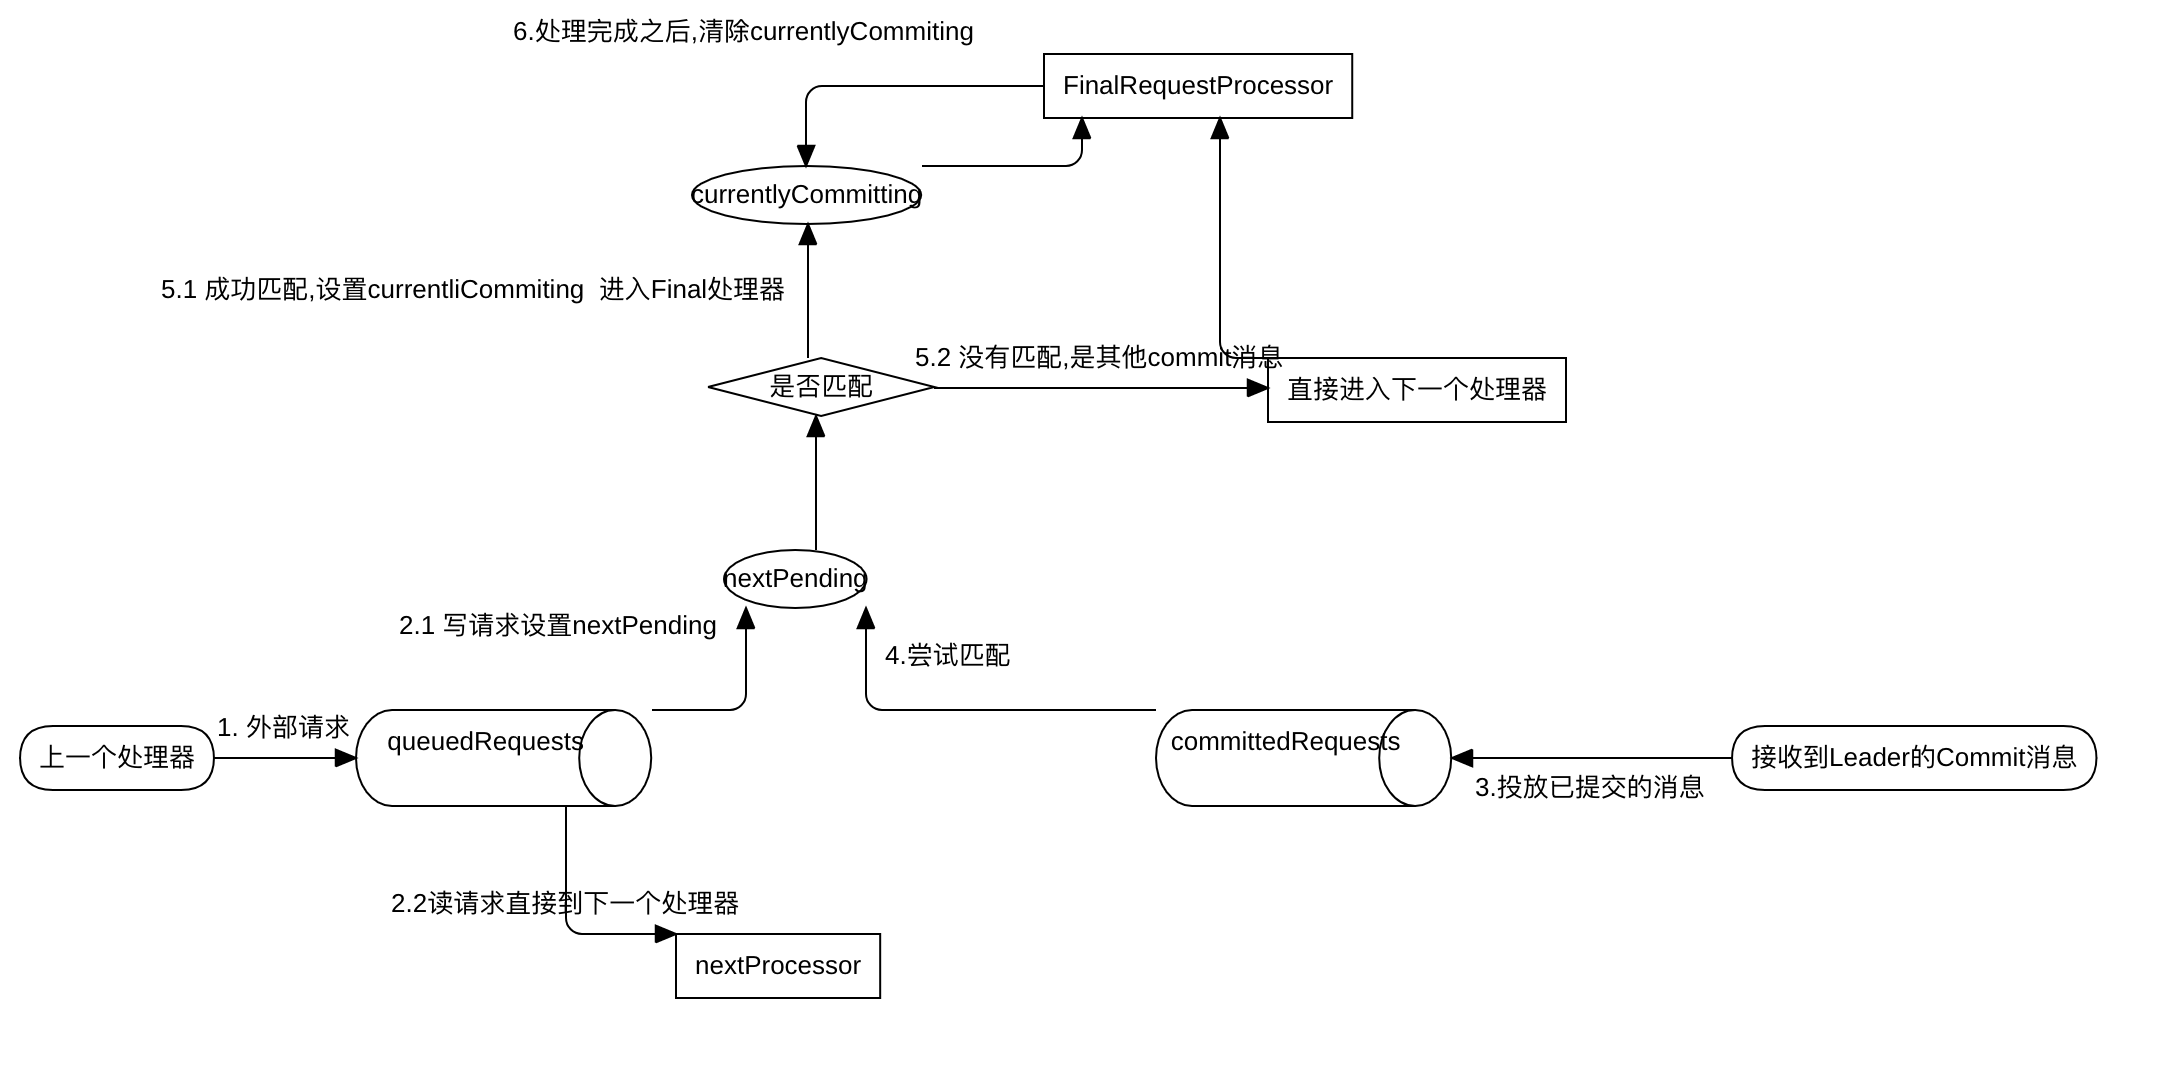 6.处理完成之后,清除currentlyCommiting
FinalRequestProcessor
currentlyCommitting
5.1 成功匹配,设置currentliCommiting  进入Final处理器
5.2 没有匹配,是其他commit消息
是否匹配
直接进入下一个处理器
nextPending
2.1 写请求设置nextPending
4.尝试匹配
1. 外部请求
queuedRequests
committedRequests
上一个处理器
接收到Leader的Commit消息
3.投放已提交的消息
2.2读请求直接到下一个处理器
nextProcessor